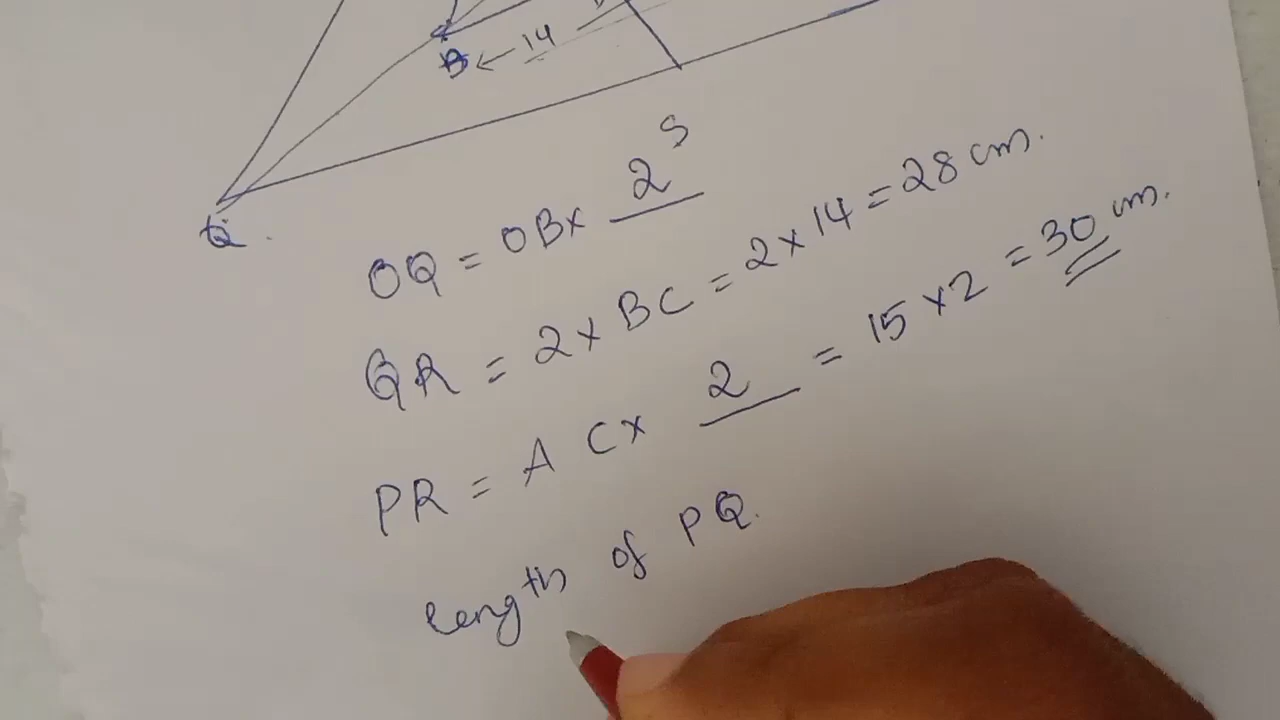 B ← 14
Q.
S
OQ = OB × 2
QR = 2 × BC = 2 × 14 = 28 cm.
PR = AC × 2 = 15 × 2 = 30 cm.
length of PQ.